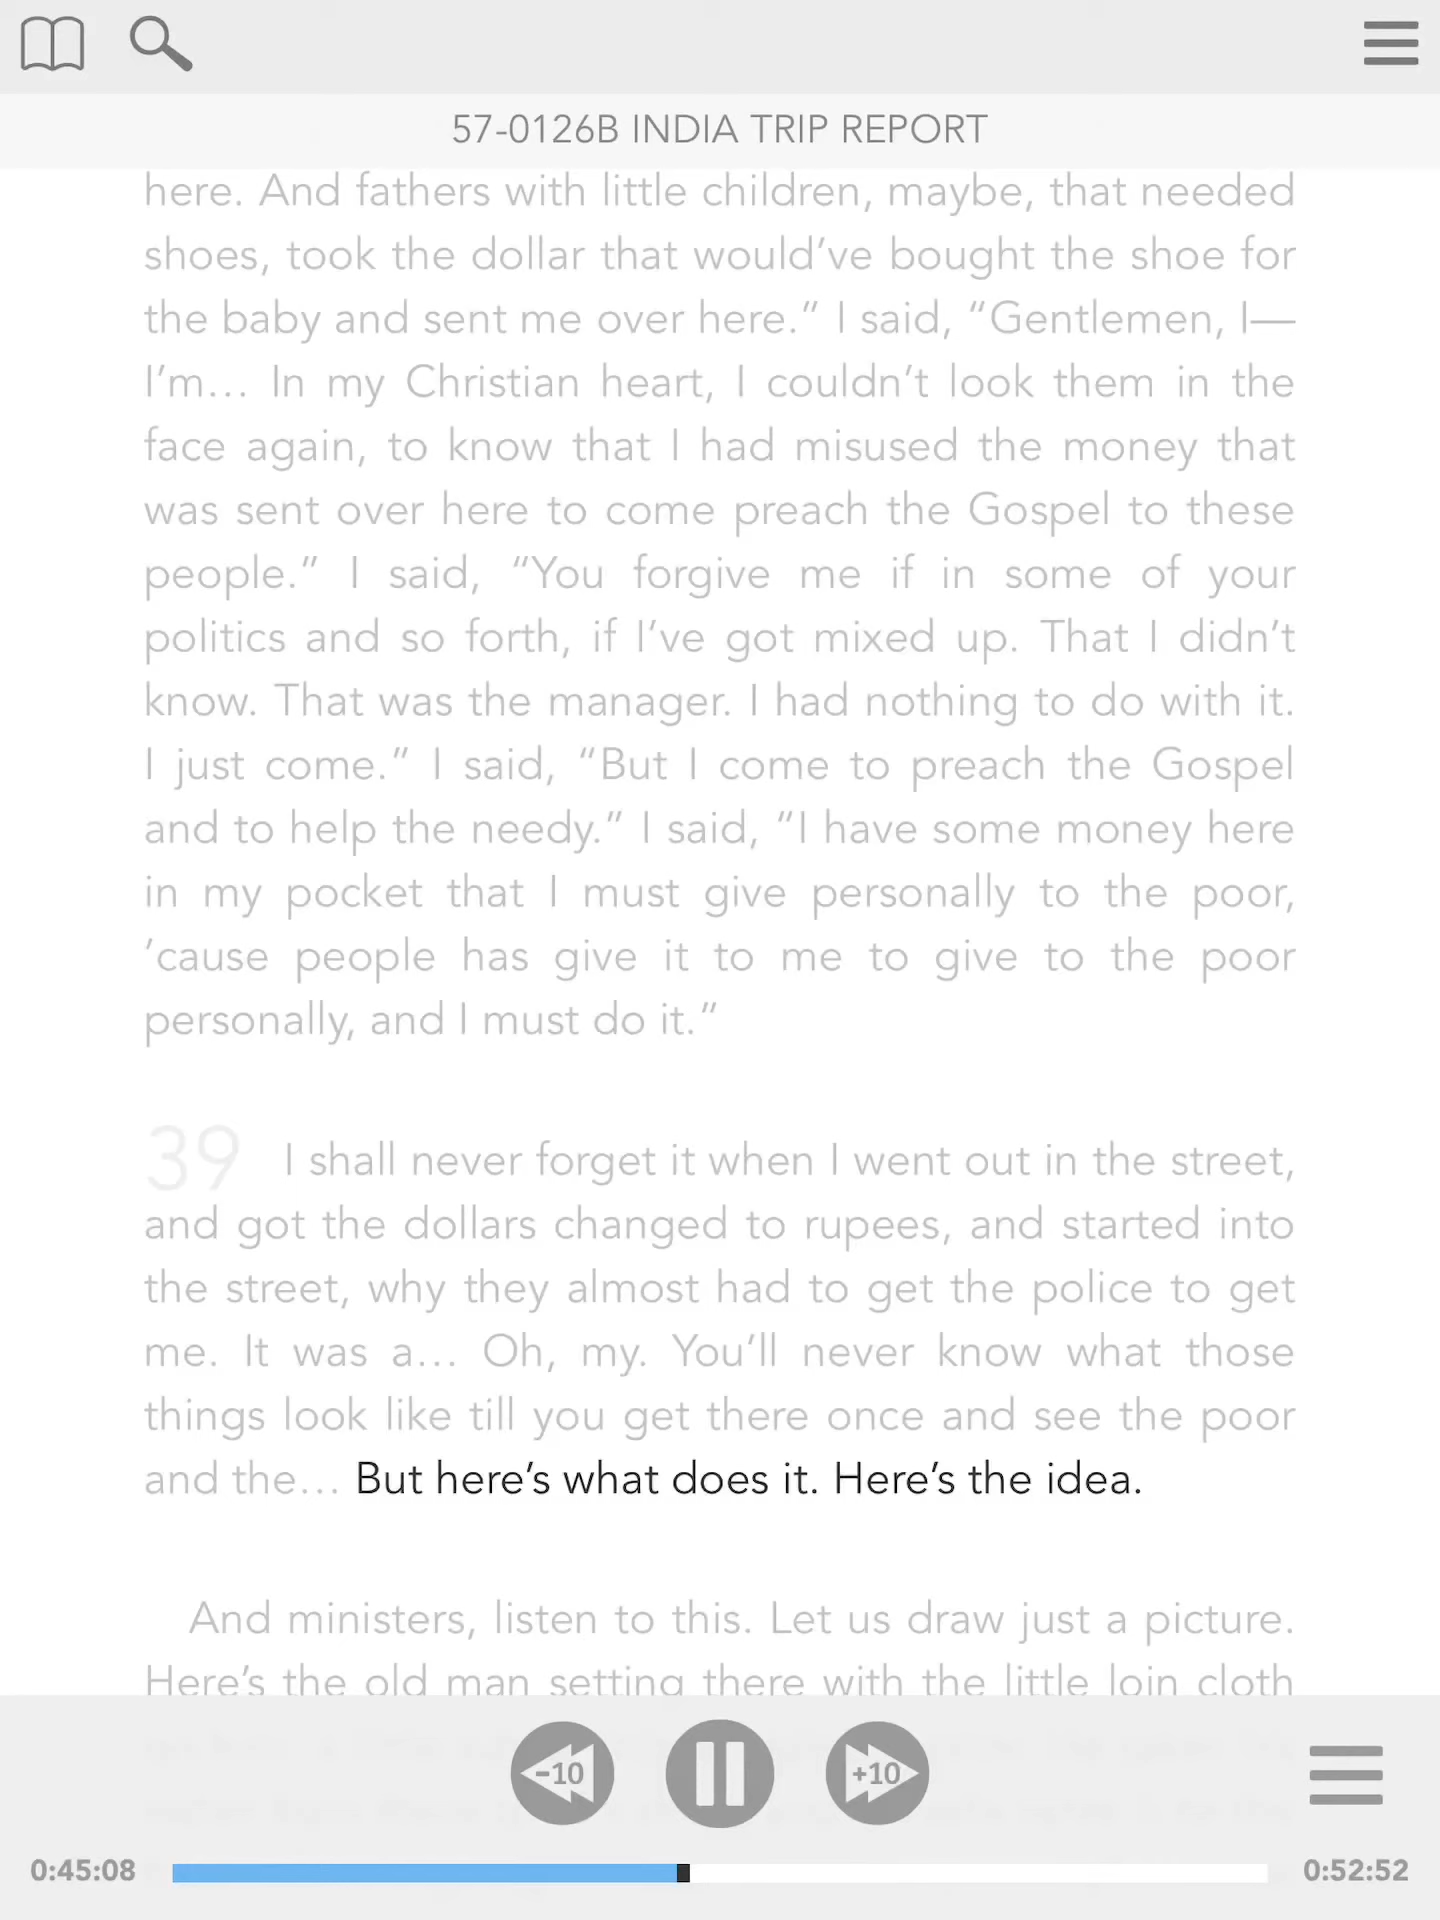 57-0126B INDIA TRIP REPORT
here. And fathers with little children, maybe, that needed
shoes, took the dollar that would’ve bought the shoe for
the baby and sent me over here.” I said, “Gentlemen, I—
I’m… In my Christian heart, I couldn’t look them in the
face again, to know that I had misused the money that
was sent over here to come preach the Gospel to these
people.” I said, “You forgive me if in some of your
politics and so forth, if I’ve got mixed up. That I didn’t
know. That was the manager. I had nothing to do with it.
I just come.” I said, “But I come to preach the Gospel
and to help the needy.” I said, “I have some money here
in my pocket that I must give personally to the poor,
’cause people has give it to me to give to the poor
personally, and I must do it.”
39 I shall never forget it when I went out in the street,
and got the dollars changed to rupees, and started into
the street, why they almost had to get the police to get
me. It was a… Oh, my. You’ll never know what those
things look like till you get there once and see the poor
and the… But here’s what does it. Here’s the idea.
And ministers, listen to this. Let us draw just a picture.
Here’s the old man setting there with the little loin cloth
-10 +10
0:45:08 0:52:52